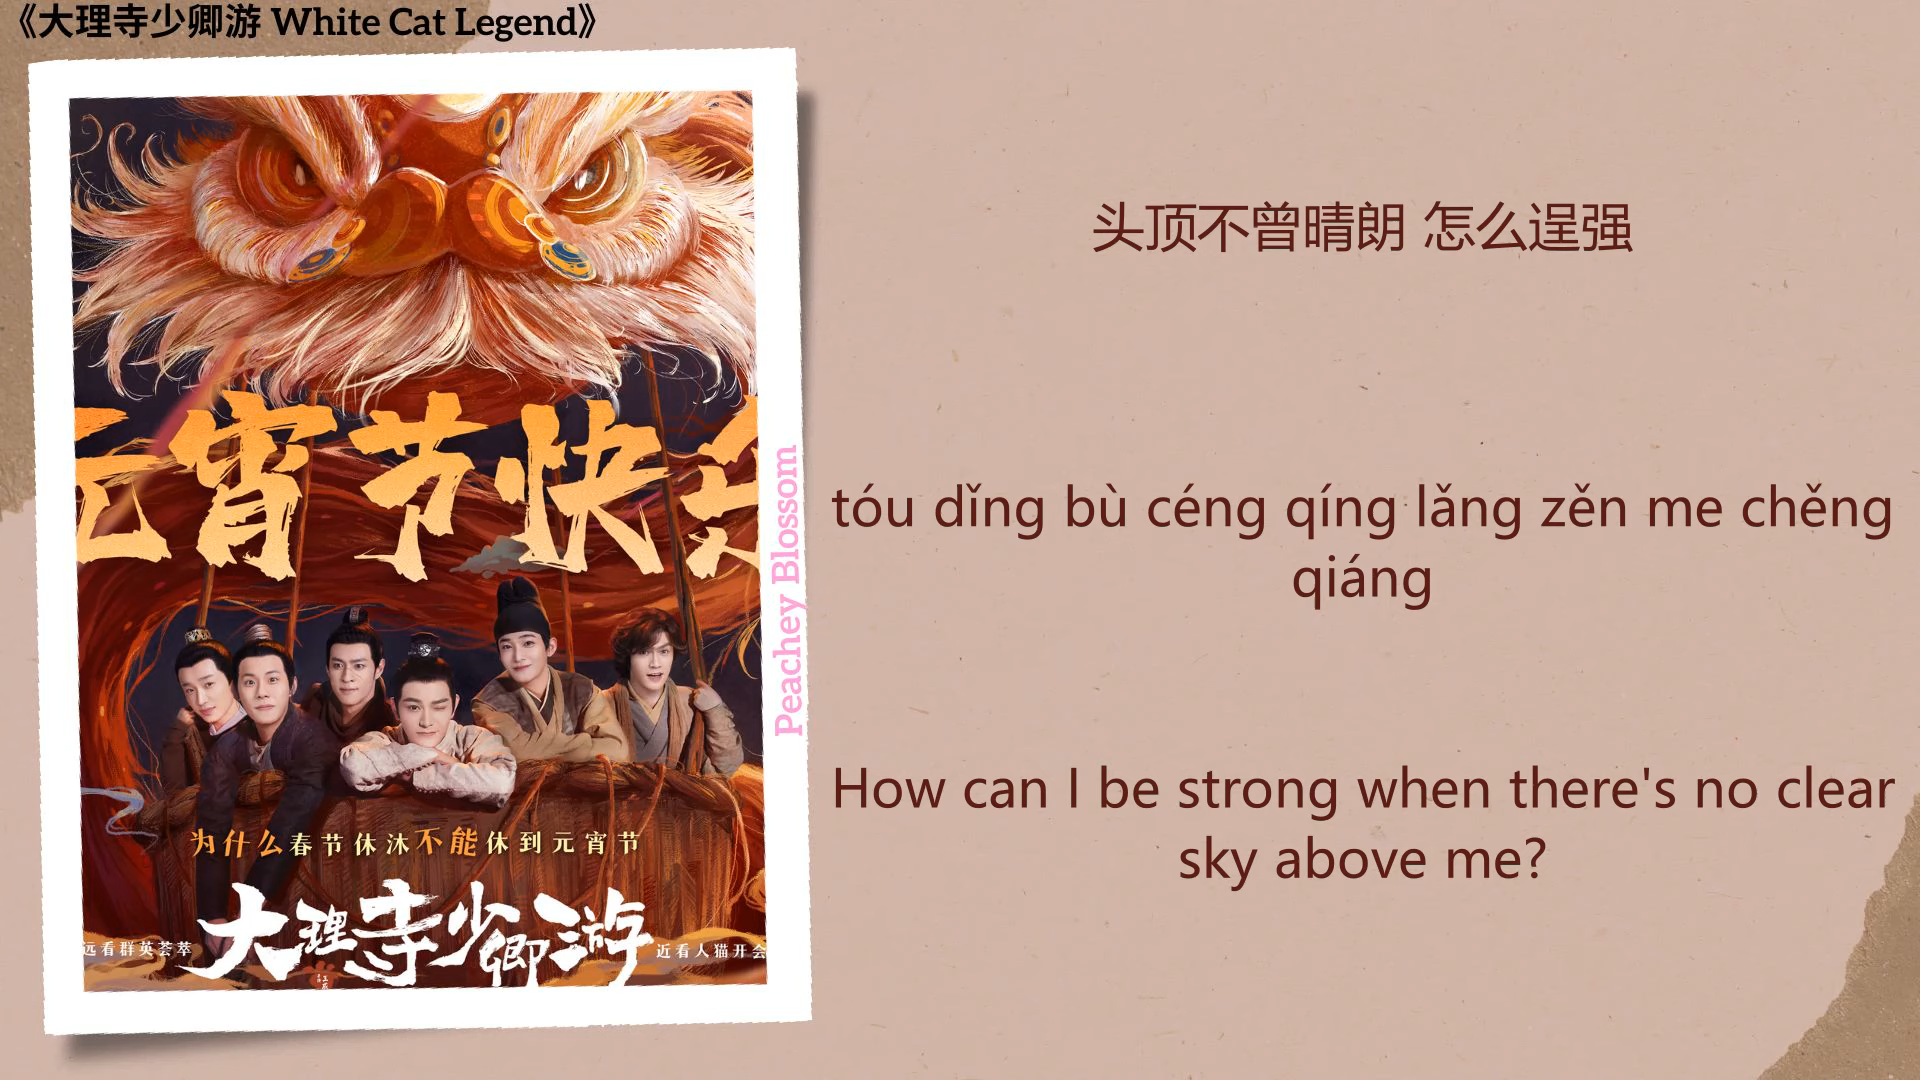 《大理寺少卿游 White Cat Legend》
元宵节快乐
为什么春节休沐不能休到元宵节
远看群英荟萃
大理寺少卿游
近看人猫开会
Peachey Blossom
头顶不曾晴朗 怎么逞强
tóu dǐng bù céng qíng lǎng zěn me chěng
qiáng
How can I be strong when there's no clear
sky above me?